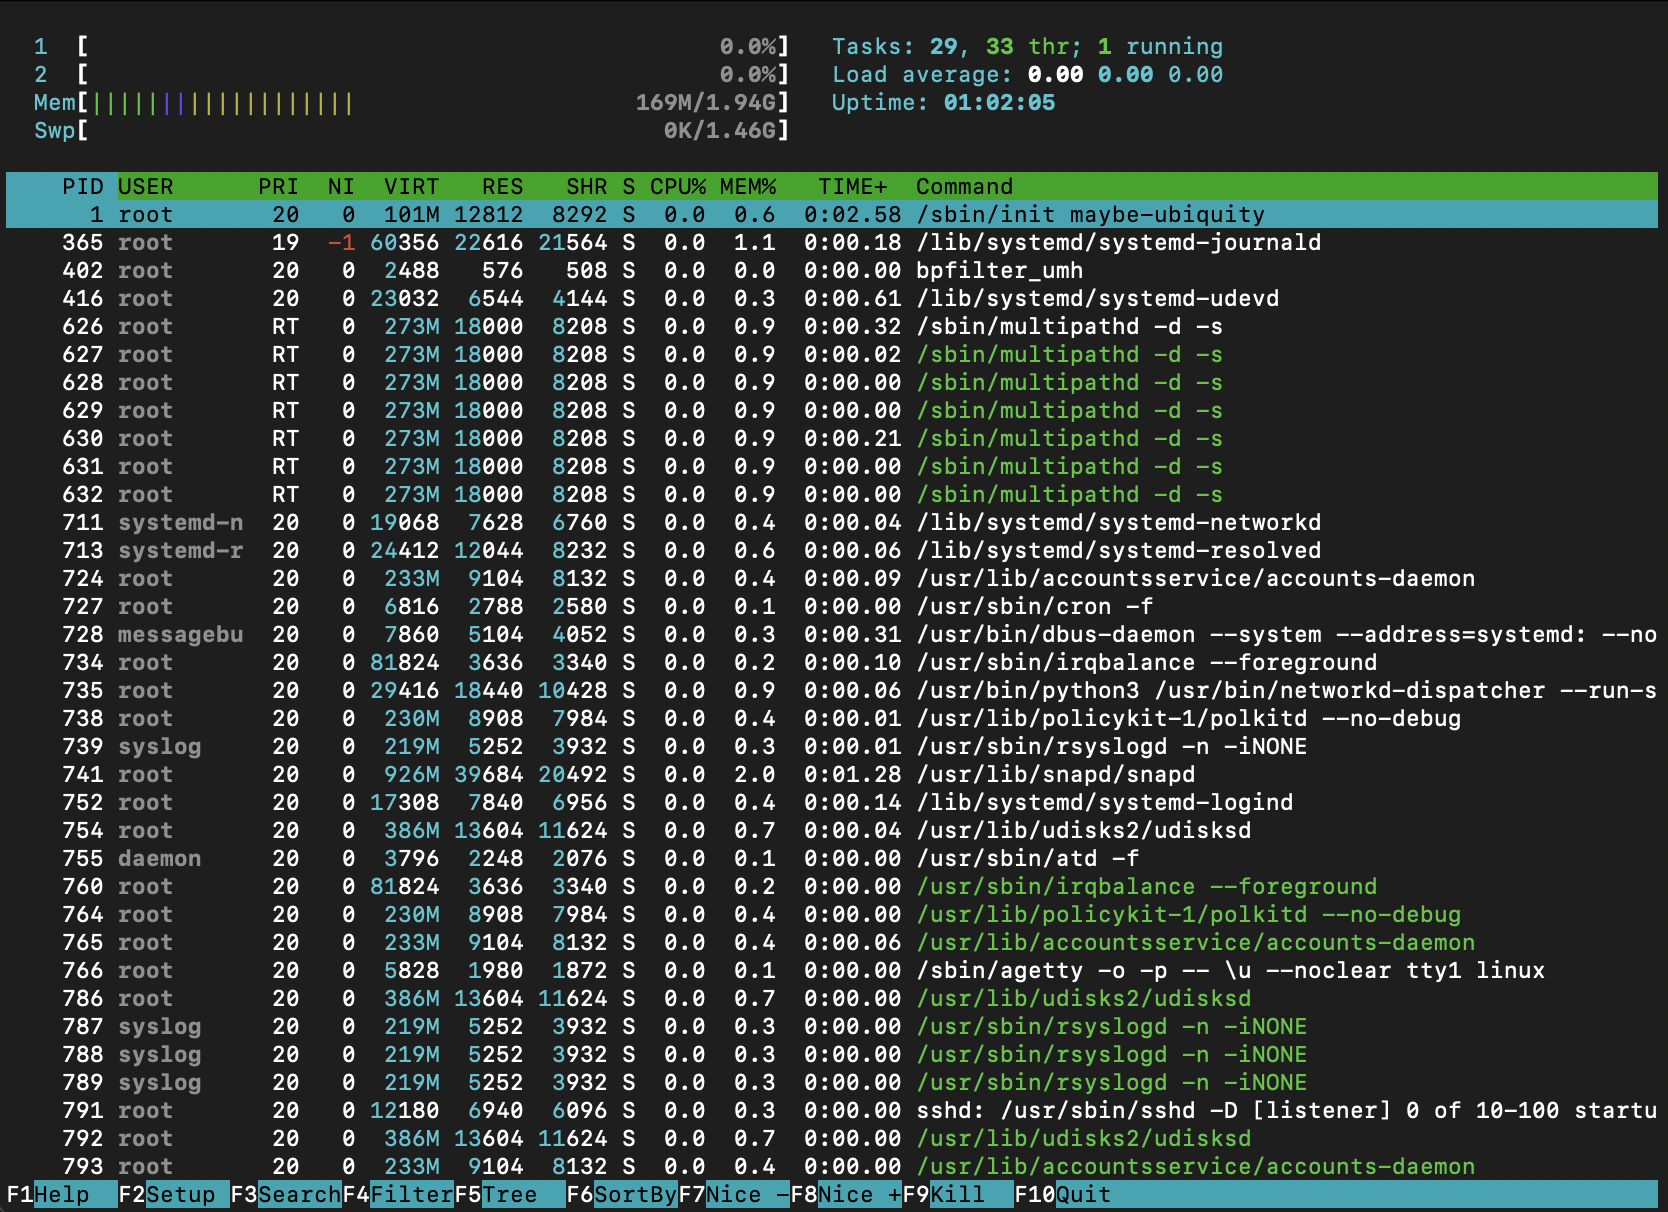 1 [ 0.0%] Tasks: 29, 33 thr; 1 running
2 [ 0.0%] Load average: 0.00 0.00 0.00
Mem[||||||||||||||||||| 169M/1.94G] Uptime: 01:02:05
Swp[ 0K/1.46G]
PID USER PRI NI VIRT RES SHR S CPU% MEM% TIME+ Command
1 root 20 0 101M 12812 8292 S 0.0 0.6 0:02.58 /sbin/init maybe-ubiquity
365 root 19 -1 60356 22616 21564 S 0.0 1.1 0:00.18 /lib/systemd/systemd-journald
402 root 20 0 2488 576 508 S 0.0 0.0 0:00.00 bpfilter_umh
416 root 20 0 23032 6544 4144 S 0.0 0.3 0:00.61 /lib/systemd/systemd-udevd
626 root RT 0 273M 18000 8208 S 0.0 0.9 0:00.32 /sbin/multipathd -d -s
627 root RT 0 273M 18000 8208 S 0.0 0.9 0:00.02 /sbin/multipathd -d -s
628 root RT 0 273M 18000 8208 S 0.0 0.9 0:00.00 /sbin/multipathd -d -s
629 root RT 0 273M 18000 8208 S 0.0 0.9 0:00.00 /sbin/multipathd -d -s
630 root RT 0 273M 18000 8208 S 0.0 0.9 0:00.21 /sbin/multipathd -d -s
631 root RT 0 273M 18000 8208 S 0.0 0.9 0:00.00 /sbin/multipathd -d -s
632 root RT 0 273M 18000 8208 S 0.0 0.9 0:00.00 /sbin/multipathd -d -s
711 systemd-n 20 0 19068 7628 6760 S 0.0 0.4 0:00.04 /lib/systemd/systemd-networkd
713 systemd-r 20 0 24412 12044 8232 S 0.0 0.6 0:00.06 /lib/systemd/systemd-resolved
724 root 20 0 233M 9104 8132 S 0.0 0.4 0:00.09 /usr/lib/accountsservice/accounts-daemon
727 root 20 0 6816 2788 2580 S 0.0 0.1 0:00.00 /usr/sbin/cron -f
728 messagebu 20 0 7860 5104 4052 S 0.0 0.3 0:00.31 /usr/bin/dbus-daemon --system --address=systemd: --no
734 root 20 0 81824 3636 3340 S 0.0 0.2 0:00.10 /usr/sbin/irqbalance --foreground
735 root 20 0 29416 18440 10428 S 0.0 0.9 0:00.06 /usr/bin/python3 /usr/bin/networkd-dispatcher --run-s
738 root 20 0 230M 8908 7984 S 0.0 0.4 0:00.01 /usr/lib/policykit-1/polkitd --no-debug
739 syslog 20 0 219M 5252 3932 S 0.0 0.3 0:00.01 /usr/sbin/rsyslogd -n -iNONE
741 root 20 0 926M 39684 20492 S 0.0 2.0 0:01.28 /usr/lib/snapd/snapd
752 root 20 0 17308 7840 6956 S 0.0 0.4 0:00.14 /lib/systemd/systemd-logind
754 root 20 0 386M 13604 11624 S 0.0 0.7 0:00.04 /usr/lib/udisks2/udisksd
755 daemon 20 0 3796 2248 2076 S 0.0 0.1 0:00.00 /usr/sbin/atd -f
760 root 20 0 81824 3636 3340 S 0.0 0.2 0:00.00 /usr/sbin/irqbalance --foreground
764 root 20 0 230M 8908 7984 S 0.0 0.4 0:00.00 /usr/lib/policykit-1/polkitd --no-debug
765 root 20 0 233M 9104 8132 S 0.0 0.4 0:00.06 /usr/lib/accountsservice/accounts-daemon
766 root 20 0 5828 1980 1872 S 0.0 0.1 0:00.00 /sbin/agetty -o -p -- \u --noclear tty1 linux
786 root 20 0 386M 13604 11624 S 0.0 0.7 0:00.00 /usr/lib/udisks2/udisksd
787 syslog 20 0 219M 5252 3932 S 0.0 0.3 0:00.00 /usr/sbin/rsyslogd -n -iNONE
788 syslog 20 0 219M 5252 3932 S 0.0 0.3 0:00.00 /usr/sbin/rsyslogd -n -iNONE
789 syslog 20 0 219M 5252 3932 S 0.0 0.3 0:00.00 /usr/sbin/rsyslogd -n -iNONE
791 root 20 0 12180 6940 6096 S 0.0 0.3 0:00.00 sshd: /usr/sbin/sshd -D [listener] 0 of 10-100 startu
792 root 20 0 386M 13604 11624 S 0.0 0.7 0:00.00 /usr/lib/udisks2/udisksd
793 root 20 0 233M 9104 8132 S 0.0 0.4 0:00.00 /usr/lib/accountsservice/accounts-daemon
F1Help F2Setup F3SearchF4FilterF5Tree F6SortByF7Nice -F8Nice +F9Kill F10Quit